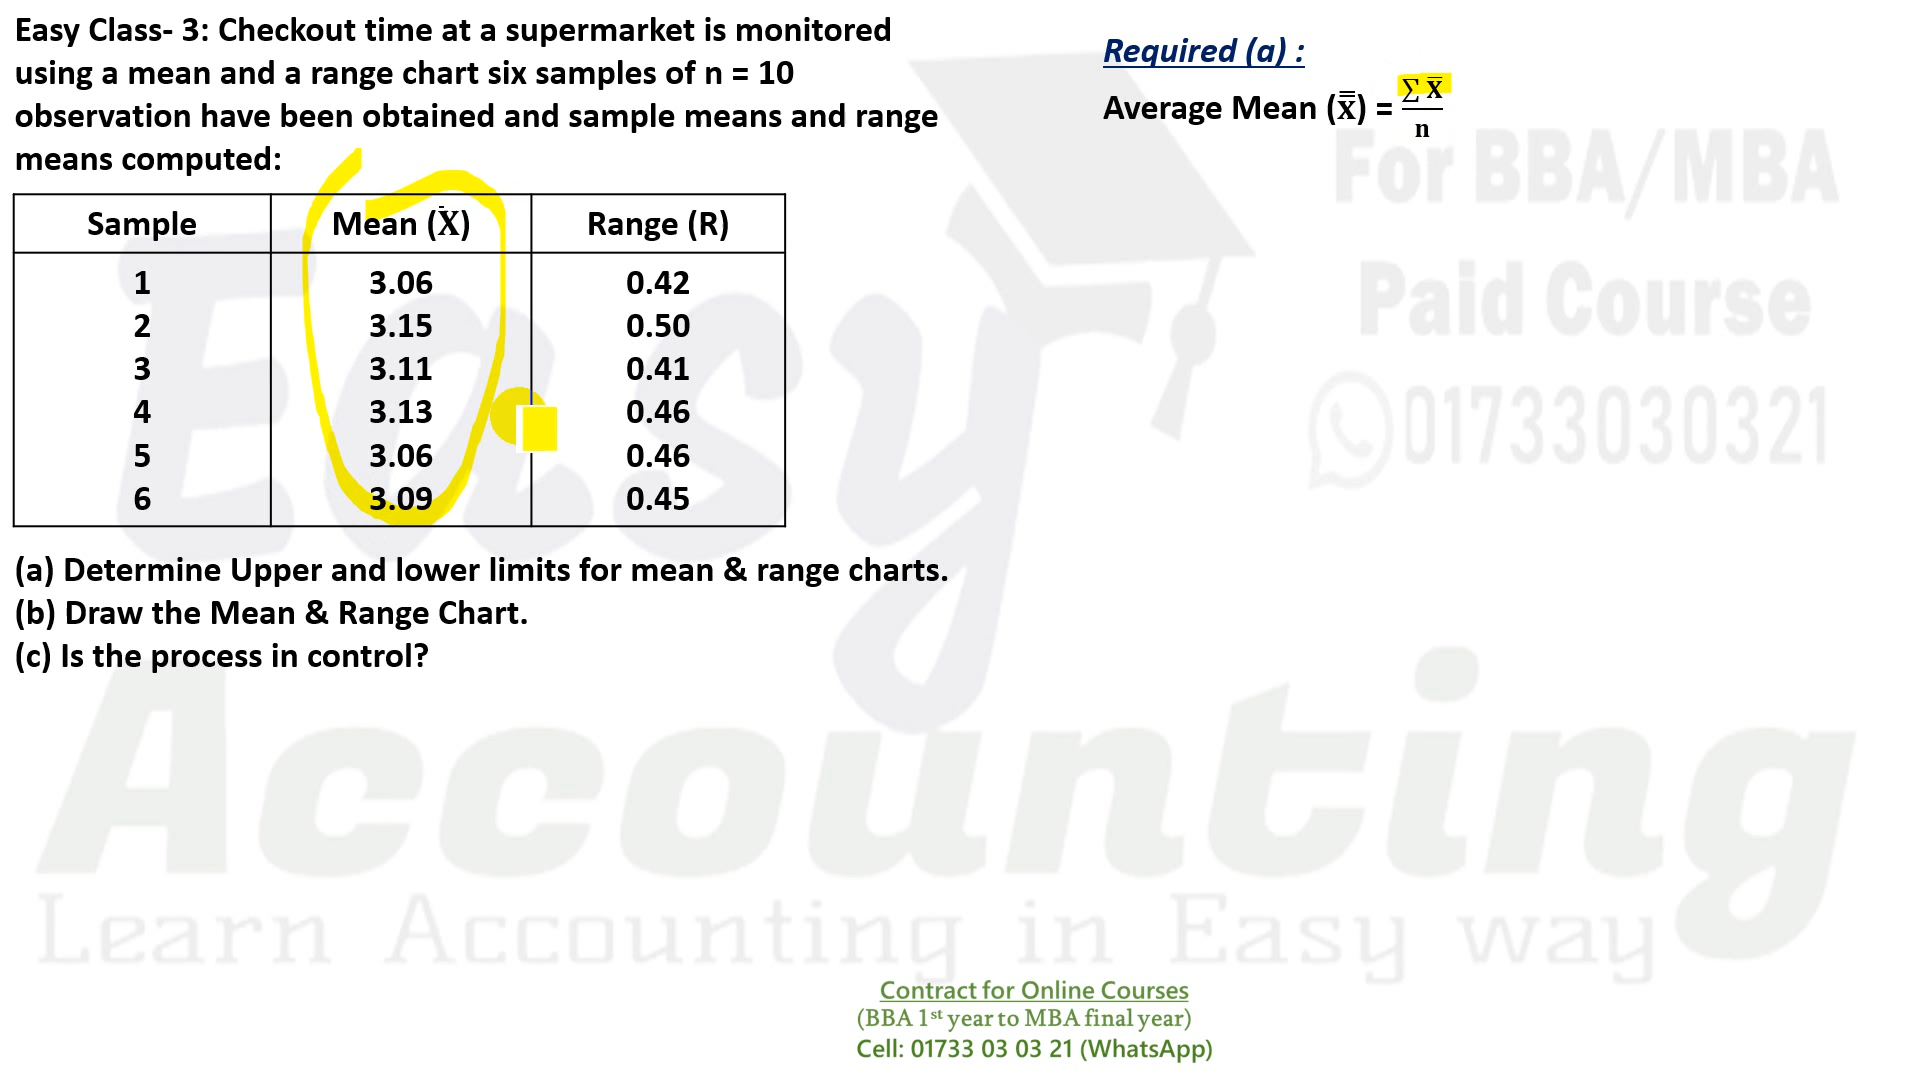 Easy Class- 3: Checkout time at a supermarket is monitored
using a mean and a range chart six samples of n = 10
observation have been obtained and sample means and range
means computed:
Sample Mean (X̄) Range (R)
1 3.06 0.42
2 3.15 0.50
3 3.11 0.41
4 3.13 0.46
5 3.06 0.46
6 3.09 0.45
(a) Determine Upper and lower limits for mean & range charts.
(b) Draw the Mean & Range Chart.
(c) Is the process in control?
Required (a) :
Average Mean (x̿) = ∑ x̄ / n
For BBA/MBA
Paid Course
01733030321
Easy
Accounting
Learn Accounting in Easy way
Contract for Online Courses
(BBA 1st year to MBA final year)
Cell: 01733 03 03 21 (WhatsApp)